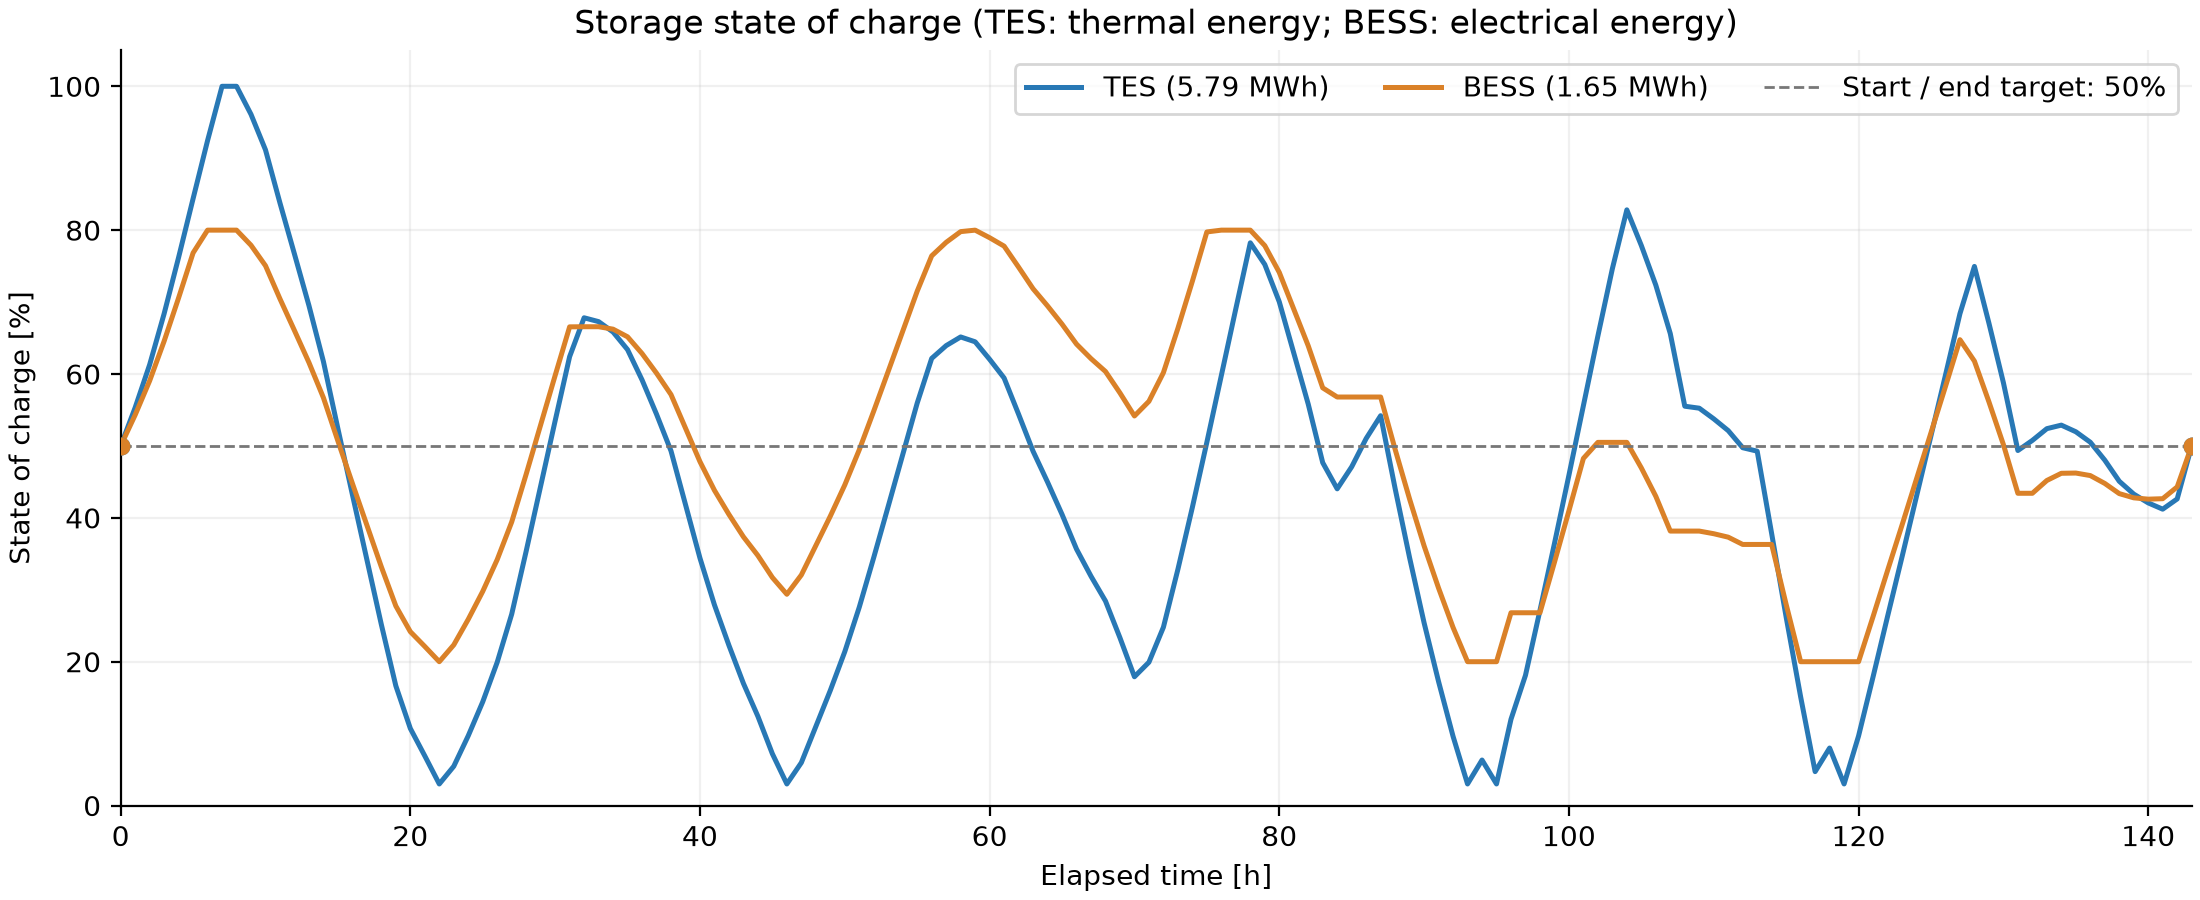 Storage state of charge (TES: thermal energy; BESS: electrical energy)
TES (5.79 MWh)
BESS (1.65 MWh)
Start / end target: 50%
State of charge [%]
100
80
60
40
20
0
0
20
40
60
80
100
120
140
Elapsed time [h]